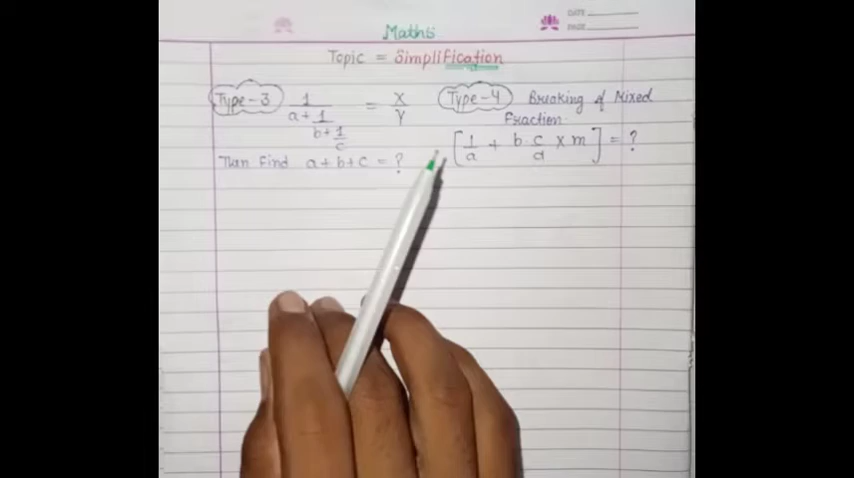 Maths
DATE
PAGE
Topic = Simplification
Type-3 1/(a+1/(b+1/c)) = X/Y
Then Find a+b+c = ?
Type-4 Breaking of Mixed
Fraction
[1/a + b c/d × m] = ?